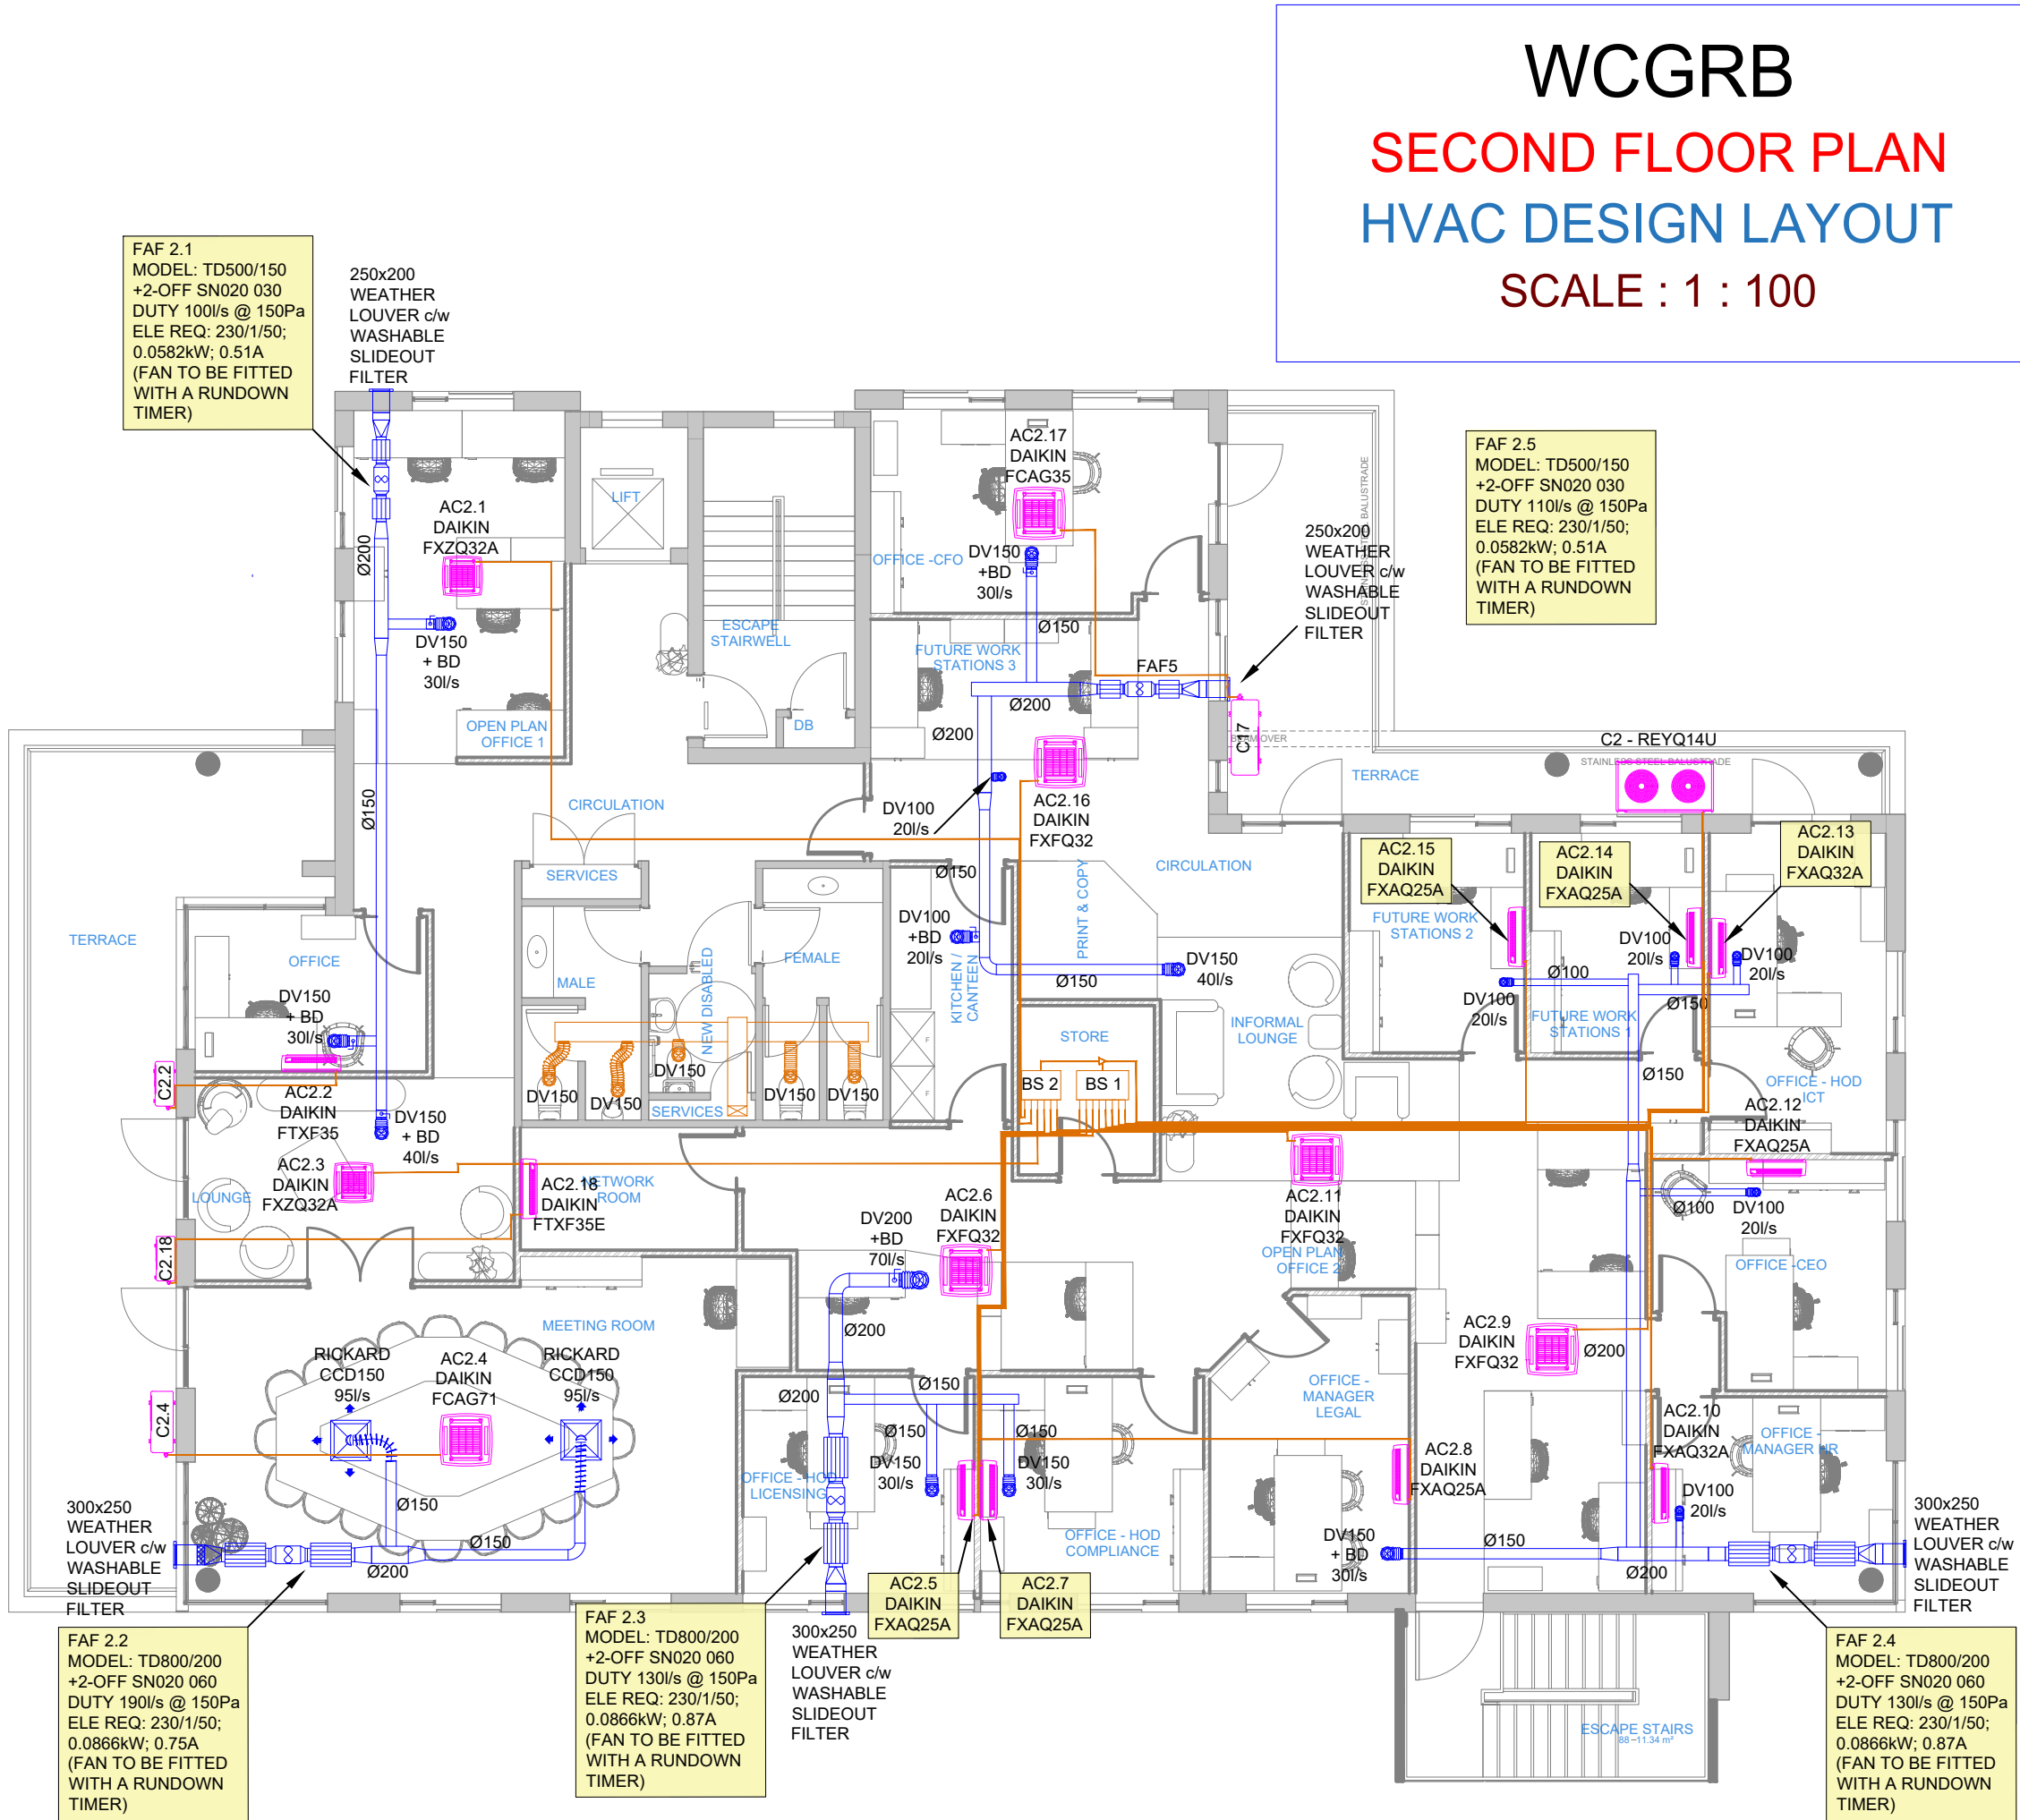 WCGRB
SECOND FLOOR PLAN
HVAC DESIGN LAYOUT
SCALE : 1 : 100
FAF 2.1
MODEL: TD500/150
+2-OFF SN020 030
DUTY 100l/s @ 150Pa
ELE REQ: 230/1/50;
0.0582kW; 0.51A
(FAN TO BE FITTED
WITH A RUNDOWN
TIMER)
250x200
WEATHER
LOUVER c/w
WASHABLE
SLIDEOUT
FILTER
FAF 2.5
MODEL: TD500/150
+2-OFF SN020 030
DUTY 110l/s @ 150Pa
ELE REQ: 230/1/50;
0.0582kW; 0.51A
(FAN TO BE FITTED
WITH A RUNDOWN
TIMER)
250x200
WEATHER
LOUVER c/w
WASHABLE
SLIDEOUT
FILTER
AC2.1
DAIKIN
FXZQ32A
Ø200
DV150
+ BD
30l/s
OPEN PLAN
OFFICE 1
Ø150
LIFT
ESCAPE
STAIRWELL
DB
CIRCULATION
SERVICES
AC2.17
DAIKIN
FCAG35
OFFICE -CFO
DV150
+BD
30l/s
Ø150
FUTURE WORK
STATIONS 3
FAF5
Ø200
Ø200
C17
BEAM OVER
AC2.16
DAIKIN
FXFQ32
DV100
20l/s
Ø150
TERRACE
C2 - REYQ14U
STAINLESS STEEL BALUSTRADE
CIRCULATION
PRINT & COPY
AC2.15
DAIKIN
FXAQ25A
AC2.14
DAIKIN
FXAQ25A
AC2.13
DAIKIN
FXAQ32A
FUTURE WORK
STATIONS 2
DV100
20l/s
DV100
20l/s
Ø100
Ø150
DV100
20l/s
FUTURE WORK
STATIONS 1
Ø150
OFFICE - HOD
ICT
TERRACE
OFFICE
DV150
+ BD
30l/s
MALE
NEW DISABLED
FEMALE
DV100
+BD
20l/s
KITCHEN /
CANTEEN
F
F
DV150
40l/s
Ø150
INFORMAL
LOUNGE
STORE
BS 2
BS 1
DV150
DV150
DV150
DV150
DV150
SERVICES
C2.2
AC2.2
DAIKIN
FTXF35
DV150
+ BD
40l/s
AC2.3
DAIKIN
FXZQ32A
LOUNGE
C2.18
NETWORK
ROOM
AC2.18
DAIKIN
FTXF35E
AC2.12
DAIKIN
FXAQ25A
Ø100
DV100
20l/s
OFFICE -CEO
AC2.6
DAIKIN
FXFQ32
DV200
+BD
70l/s
AC2.11
DAIKIN
FXFQ32
OPEN PLAN
OFFICE 2
MEETING ROOM
Ø200
AC2.9
DAIKIN
FXFQ32
Ø200
RICKARD
CCD150
95l/s
AC2.4
DAIKIN
FCAG71
RICKARD
CCD150
95l/s
C2.4
Ø150
Ø150
Ø200
Ø200
Ø150
Ø150
Ø150
DV150
30l/s
DV150
30l/s
OFFICE - HOD
LICENSING
OFFICE - HOD
COMPLIANCE
OFFICE -
MANAGER
LEGAL
AC2.8
DAIKIN
FXAQ25A
AC2.10
DAIKIN
FXAQ32A
OFFICE -
MANAGER HR
DV100
20l/s
DV150
+ BD
30l/s
Ø150
Ø200
300x250
WEATHER
LOUVER c/w
WASHABLE
SLIDEOUT
FILTER
300x250
WEATHER
LOUVER c/w
WASHABLE
SLIDEOUT
FILTER
AC2.5
DAIKIN
FXAQ25A
AC2.7
DAIKIN
FXAQ25A
FAF 2.2
MODEL: TD800/200
+2-OFF SN020 060
DUTY 190l/s @ 150Pa
ELE REQ: 230/1/50;
0.0866kW; 0.75A
(FAN TO BE FITTED
WITH A RUNDOWN
TIMER)
FAF 2.3
MODEL: TD800/200
+2-OFF SN020 060
DUTY 130l/s @ 150Pa
ELE REQ: 230/1/50;
0.0866kW; 0.87A
(FAN TO BE FITTED
WITH A RUNDOWN
TIMER)
300x250
WEATHER
LOUVER c/w
WASHABLE
SLIDEOUT
FILTER
ESCAPE STAIRS
FAF 2.4
MODEL: TD800/200
+2-OFF SN020 060
DUTY 130l/s @ 150Pa
ELE REQ: 230/1/50;
0.0866kW; 0.87A
(FAN TO BE FITTED
WITH A RUNDOWN
TIMER)